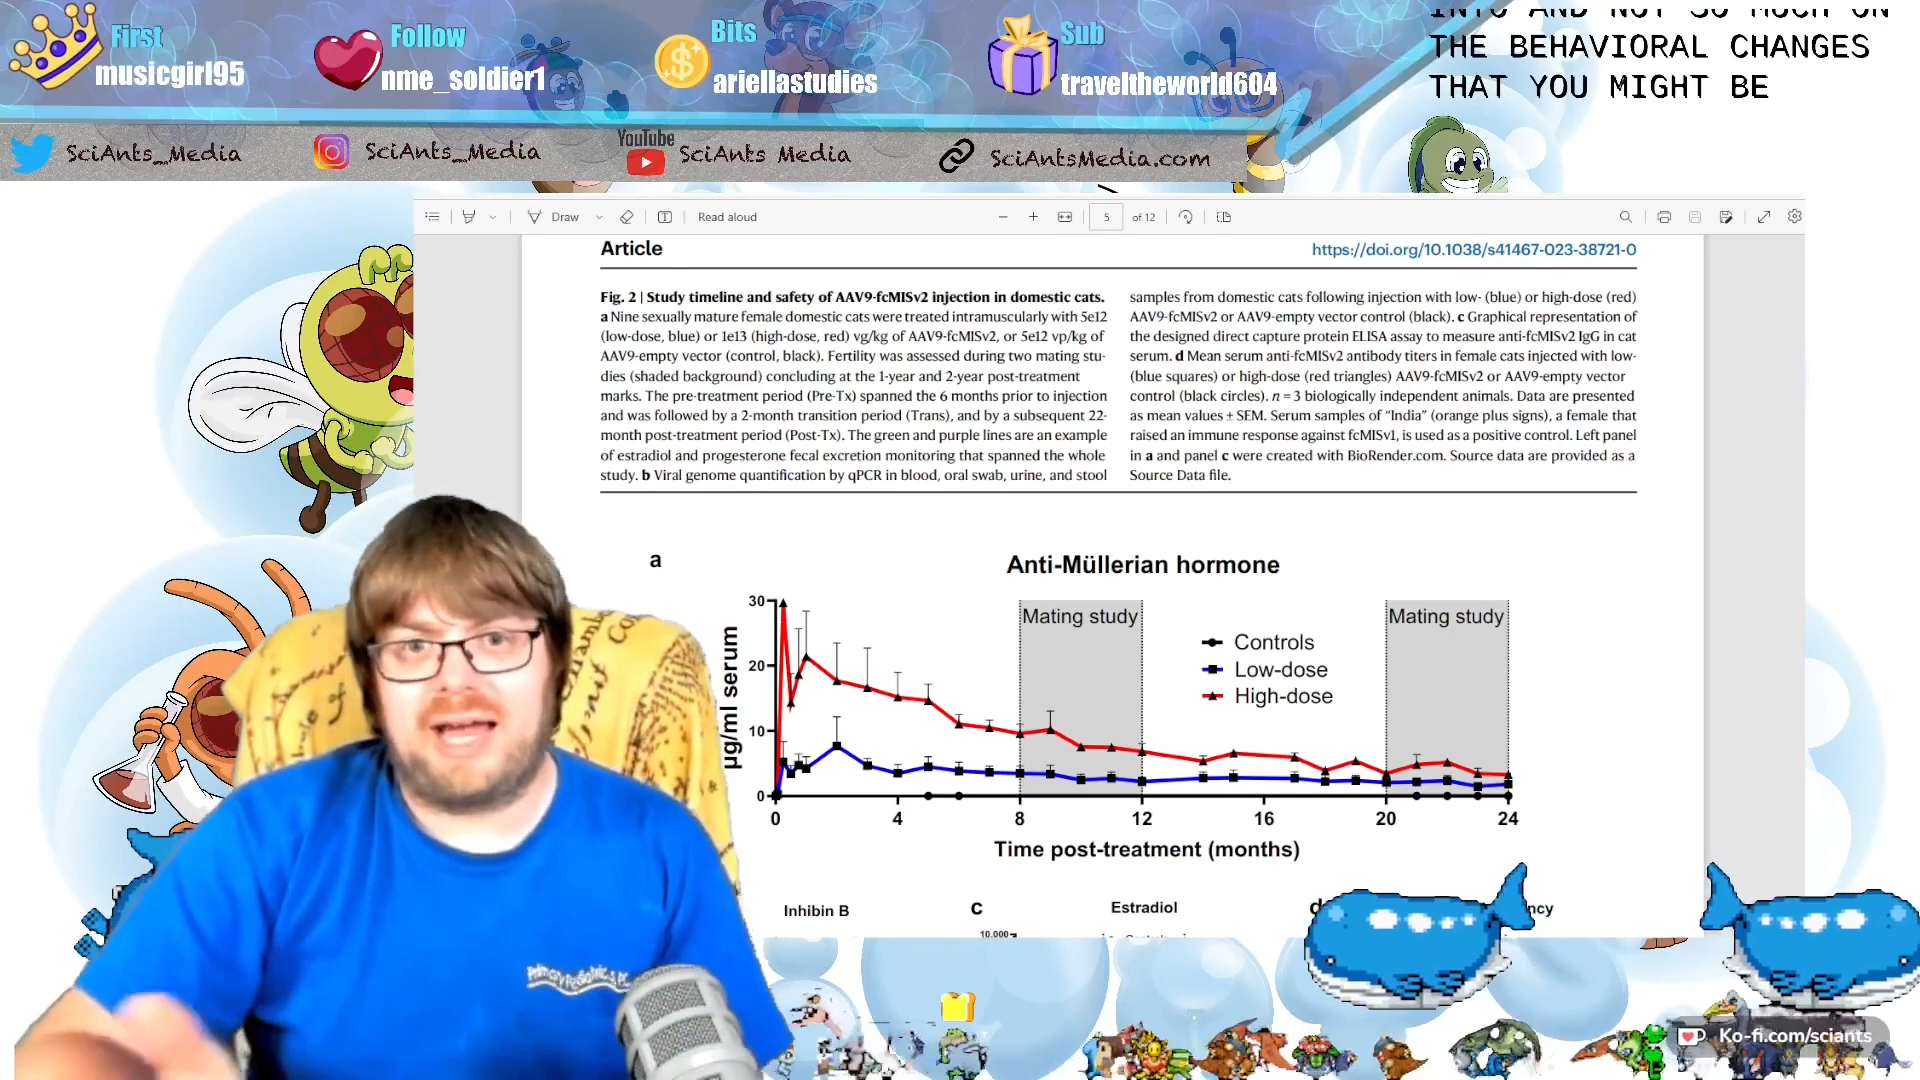 First
musicgirl95
Follow
nme_soldier1
Bits
ariellastudies
Sub
traveltheworld604
INTO AND NOT SO MUCH ON
THE BEHAVIORAL CHANGES
THAT YOU MIGHT BE
SciAnts_Media
SciAnts_Media
YouTube
SciAnts Media
SciAntsMedia.com
Draw
Read aloud
5
of 12
Article
https://doi.org/10.1038/s41467-023-38721-0
Fig. 2 | Study timeline and safety of AAV9-fcMISv2 injection in domestic cats.
a Nine sexually mature female domestic cats were treated intramuscularly with 5e12
(low-dose, blue) or 1e13 (high-dose, red) vg/kg of AAV9-fcMISv2, or 5e12 vp/kg of
AAV9-empty vector (control, black). Fertility was assessed during two mating stu-
dies (shaded background) concluding at the 1-year and 2-year post-treatment
marks. The pre-treatment period (Pre-Tx) spanned the 6 months prior to injection
and was followed by a 2-month transition period (Trans), and by a subsequent 22-
month post-treatment period (Post-Tx). The green and purple lines are an example
of estradiol and progesterone fecal excretion monitoring that spanned the whole
study. b Viral genome quantification by qPCR in blood, oral swab, urine, and stool
samples from domestic cats following injection with low- (blue) or high-dose (red)
AAV9-fcMISv2 or AAV9-empty vector control (black). c Graphical representation of
the designed direct capture protein ELISA assay to measure anti-fcMISv2 IgG in cat
serum. d Mean serum anti-fcMISv2 antibody titers in female cats injected with low-
(blue squares) or high-dose (red triangles) AAV9-fcMISv2 or AAV9-empty vector
control (black circles). n = 3 biologically independent animals. Data are presented
as mean values ± SEM. Serum samples of “India” (orange plus signs), a female that
raised an immune response against fcMISv1, is used as a positive control. Left panel
in a and panel c were created with BioRender.com. Source data are provided as a
Source Data file.
a
Anti-Müllerian hormone
µg/ml serum
30
20
10
0
Mating study
Mating study
Controls
Low-dose
High-dose
0 4 8 12 16 20 24
Time post-treatment (months)
Inhibin B
c
Estradiol
d
ncy
10,000
Ko-fi.com/sciants